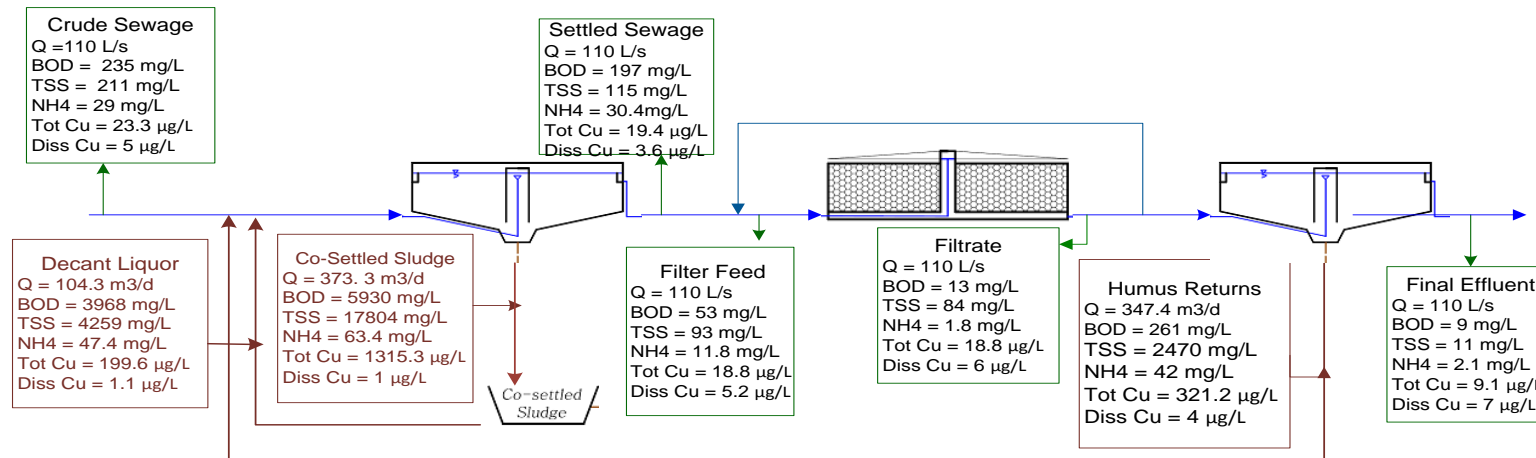 Crude Sewage
Q =110 L/s
BOD = 235 mg/L
TSS = 211 mg/L
NH4 = 29 mg/L
Tot Cu = 23.3 µg/L
Diss Cu = 5 µg/L
Settled Sewage
Q = 110 L/s
BOD = 197 mg/L
TSS = 115 mg/L
NH4 = 30.4mg/L
Tot Cu = 19.4 µg/L
Diss Cu = 3.6 µg/L
Decant Liquor
Q = 104.3 m3/d
BOD = 3968 mg/L
TSS = 4259 mg/L
NH4 = 47.4 mg/L
Tot Cu = 199.6 µg/L
Diss Cu = 1.1 µg/L
Co-Settled Sludge
Q = 373. 3 m3/d
BOD = 5930 mg/L
TSS = 17804 mg/L
NH4 = 63.4 mg/L
Tot Cu = 1315.3 µg/L
Diss Cu = 1 µg/L
Co-settled
Sludge
Filter Feed
Q = 110 L/s
BOD = 53 mg/L
TSS = 93 mg/L
NH4 = 11.8 mg/L
Tot Cu = 18.8 µg/L
Diss Cu = 5.2 µg/L
Filtrate
Q = 110 L/s
BOD = 13 mg/L
TSS = 84 mg/L
NH4 = 1.8 mg/L
Tot Cu = 18.8 µg/L
Diss Cu = 6 µg/L
Humus Returns
Q = 347.4 m3/d
BOD = 261 mg/L
TSS = 2470 mg/L
NH4 = 42 mg/L
Tot Cu = 321.2 µg/L
Diss Cu = 4 µg/L
Final Effluent
Q = 110 L/s
BOD = 9 mg/L
TSS = 11 mg/L
NH4 = 2.1 mg/L
Tot Cu = 9.1 µg/L
Diss Cu = 7 µg/L